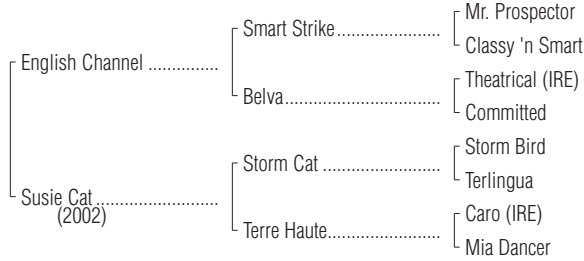 Mr. Prospector
Smart Strike
Classy 'n Smart
English Channel
Theatrical (IRE)
Belva
Committed
Storm Bird
Storm Cat
Terlingua
Susie Cat
(2002)
Caro (IRE)
Terre Haute
Mia Dancer